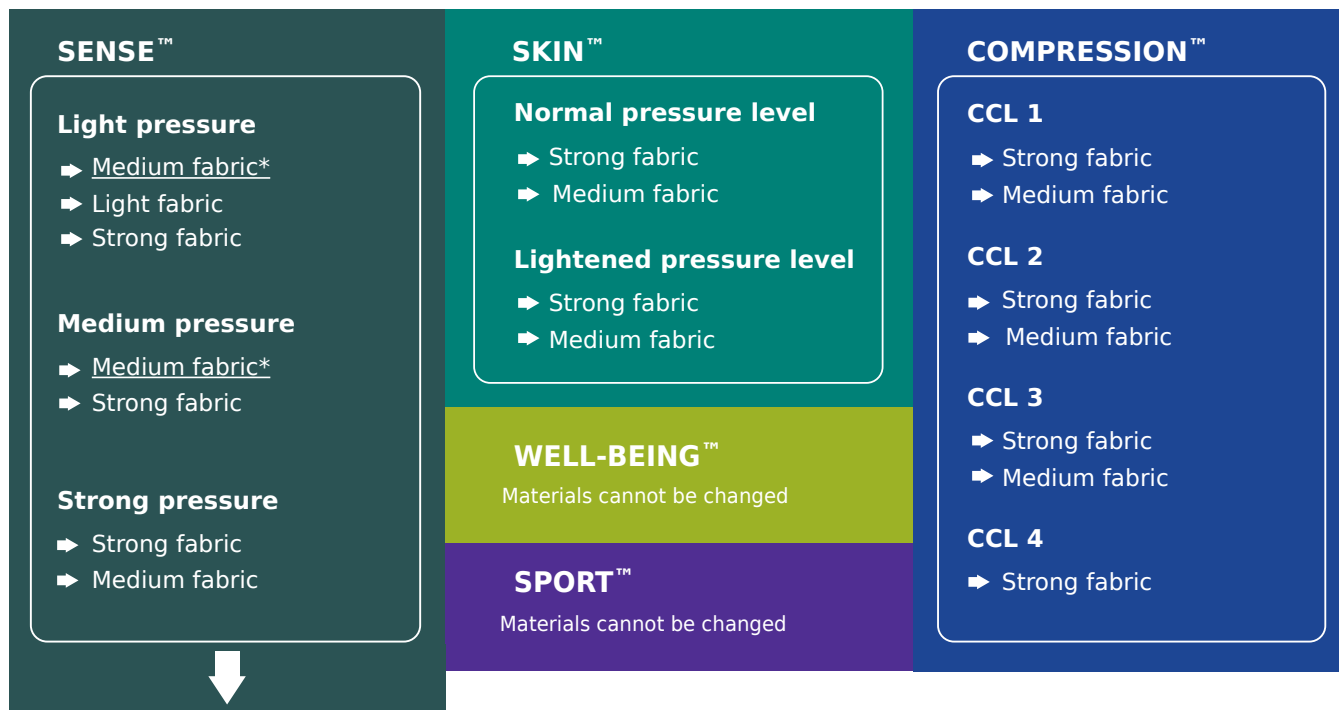 SENSE™
Light pressure
Medium fabric*
Light fabric
Strong fabric
Medium pressure
Medium fabric*
Strong fabric
Strong pressure
Strong fabric
Medium fabric
SKIN™
Normal pressure level
Strong fabric
Medium fabric
Lightened pressure level
Strong fabric
Medium fabric
WELL-BEING™
Materials cannot be changed
SPORT™
Materials cannot be changed
COMPRESSION™
CCL 1
Strong fabric
Medium fabric
CCL 2
Strong fabric
Medium fabric
CCL 3
Strong fabric
Medium fabric
CCL 4
Strong fabric